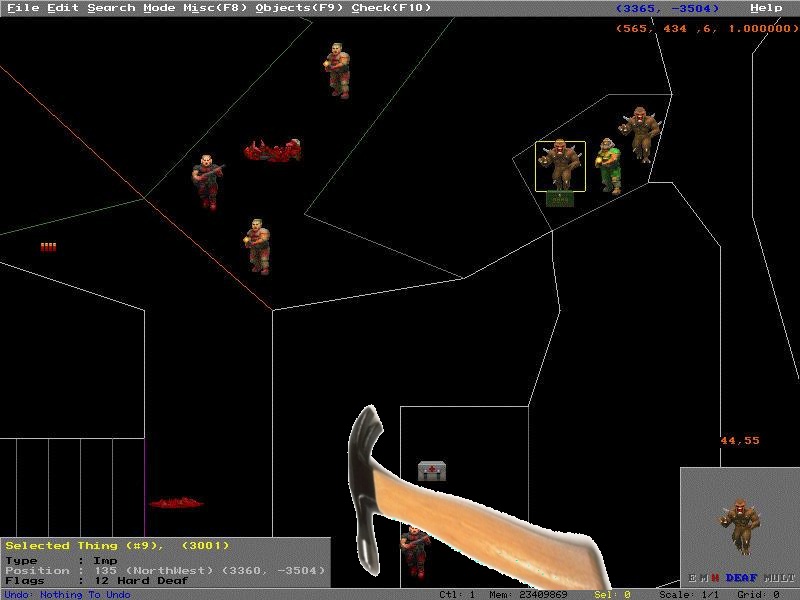 File Edit Search Mode Misc(F8) Objects(F9) Check(F10) (3365, -3504) Help
(565, 434 ,6, 1.000000)
44,55
Selected Thing (#9), (3001)
Type : Imp
Position : 135 (NorthWest) (3360, -3504)
Flags : 12 Hard Deaf
E M H DEAF MULT
Undo: Nothing To Undo Ctl: 1 Mem: 23409869 Sel: 0 Scale: 1/1 Grid: 0